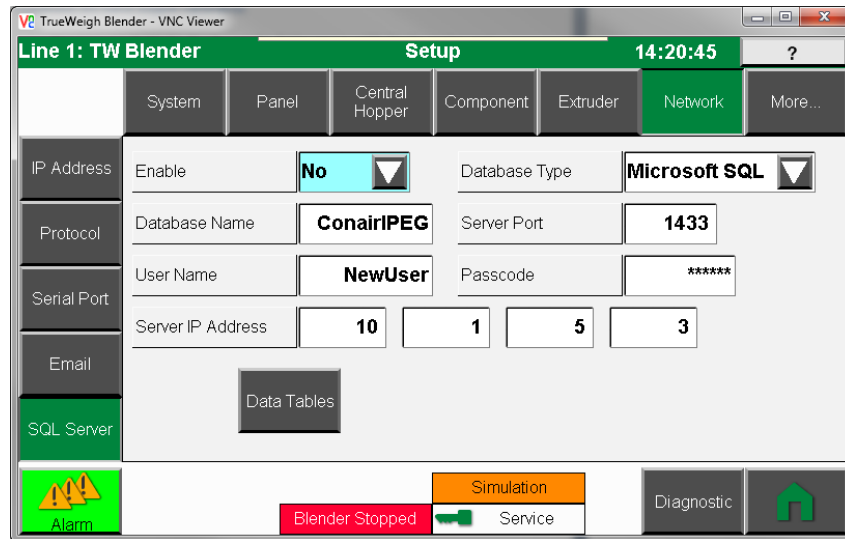 TrueWeigh Blender - VNC Viewer
Line 1: TW Blender Setup 14:20:45 ?
System Panel Central Hopper Component Extruder Network More...
IP Address
Protocol
Serial Port
Email
SQL Server
Enable No Database Type Microsoft SQL
Database Name ConairIPEG Server Port 1433
User Name NewUser Passcode ******
Server IP Address 10 1 5 3
Data Tables
Alarm
Blender Stopped
Simulation
Service
Diagnostic